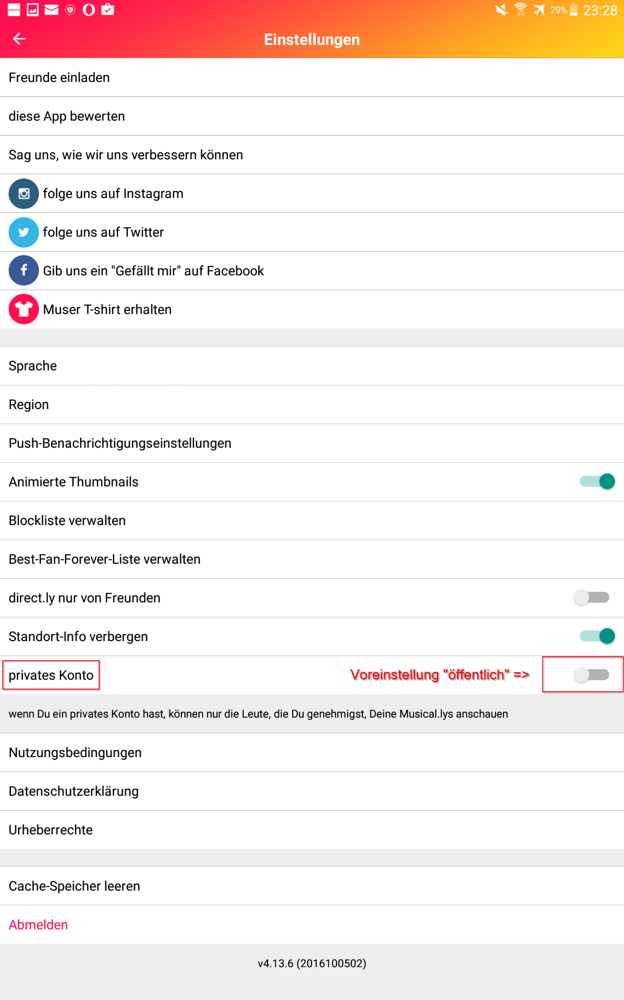 SONOS 29% 23:28
Einstellungen
Freunde einladen
diese App bewerten
Sag uns, wie wir uns verbessern können
folge uns auf Instagram
folge uns auf Twitter
Gib uns ein "Gefällt mir" auf Facebook
Muser T-shirt erhalten
Sprache
Region
Push-Benachrichtigungseinstellungen
Animierte Thumbnails
Blockliste verwalten
Best-Fan-Forever-Liste verwalten
direct.ly nur von Freunden
Standort-Info verbergen
privates Konto Voreinstellung "öffentlich" =>
wenn Du ein privates Konto hast, können nur die Leute, die Du genehmigst, Deine Musical.lys anschauen
Nutzungsbedingungen
Datenschutzerklärung
Urheberrechte
Cache-Speicher leeren
Abmelden
v4.13.6 (2016100502)